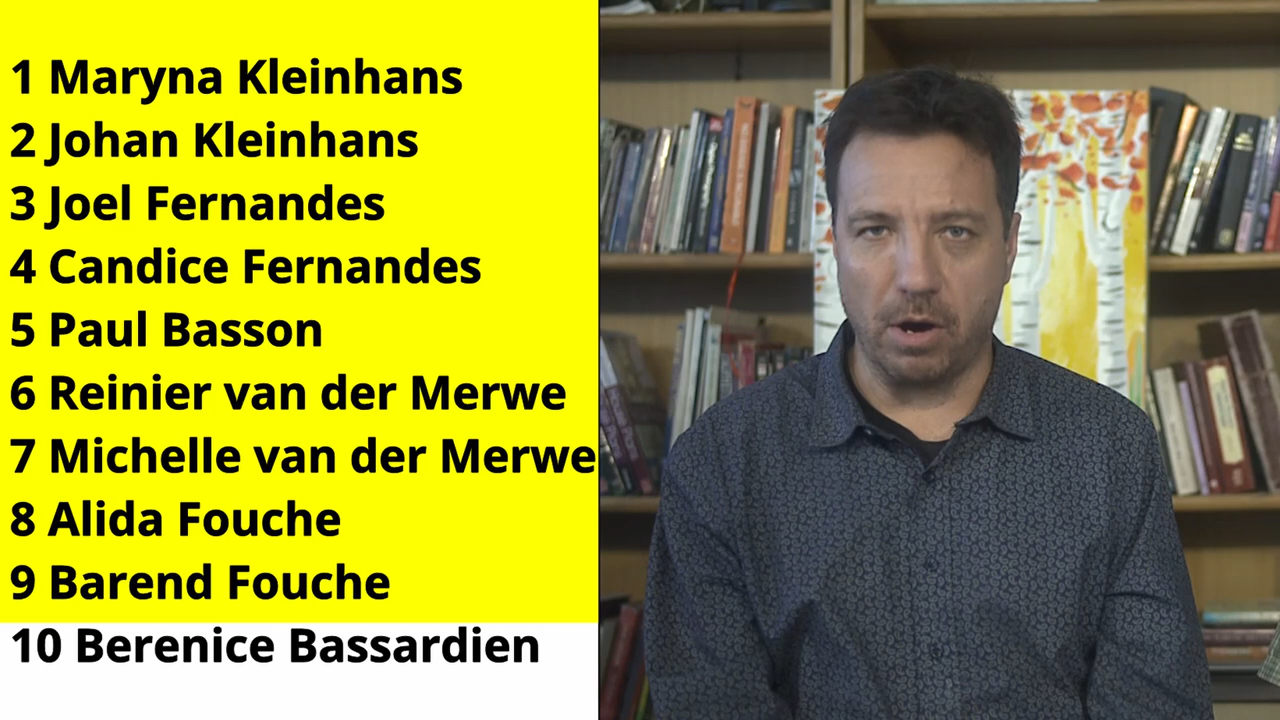 1 Maryna Kleinhans
2 Johan Kleinhans
3 Joel Fernandes
4 Candice Fernandes
5 Paul Basson
6 Reinier van der Merwe
7 Michelle van der Merwe
8 Alida Fouche
9 Barend Fouche
10 Berenice Bassardien